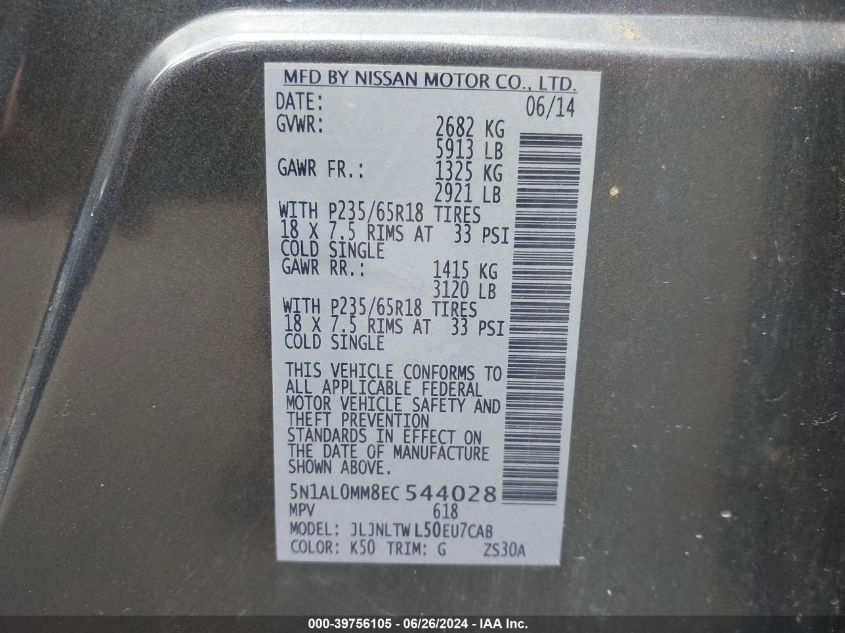 MFD BY NISSAN MOTOR CO., LTD.
DATE: 06/14
GVWR: 2682 KG
5913 LB
GAWR FR.: 1325 KG
2921 LB
WITH P235/65R18 TIRES
18 X 7.5 RIMS AT 33 PSI
COLD SINGLE
GAWR RR.: 1415 KG
3120 LB
WITH P235/65R18 TIRES
18 X 7.5 RIMS AT 33 PSI
COLD SINGLE
THIS VEHICLE CONFORMS TO
ALL APPLICABLE FEDERAL
MOTOR VEHICLE SAFETY AND
THEFT PREVENTION
STANDARDS IN EFFECT ON
THE DATE OF MANUFACTURE
SHOWN ABOVE.
5N1AL0MM8EC544028
MPV 618
MODEL: JLJNLTWL50EU7CAB
COLOR: K50 TRIM: G ZS30A
000-39756105 - 06/26/2024 - IAA Inc.